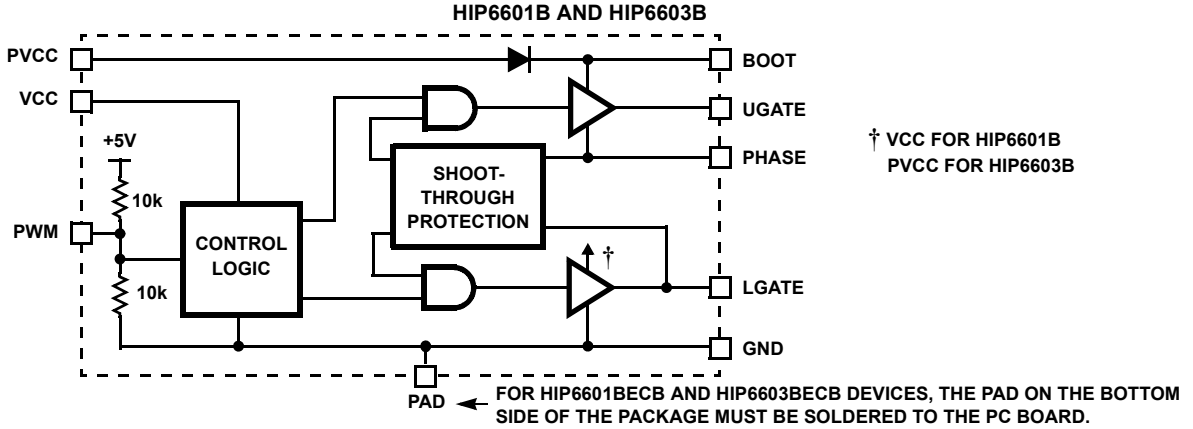 HIP6601B AND HIP6603B
PVCC
BOOT
VCC
UGATE
+5V
† VCC FOR HIP6601B
PVCC FOR HIP6603B
PHASE
SHOOT-
THROUGH
PROTECTION
10k
PWM
CONTROL
LOGIC
†
10k
LGATE
GND
PAD
FOR HIP6601BECB AND HIP6603BECB DEVICES, THE PAD ON THE BOTTOM
SIDE OF THE PACKAGE MUST BE SOLDERED TO THE PC BOARD.